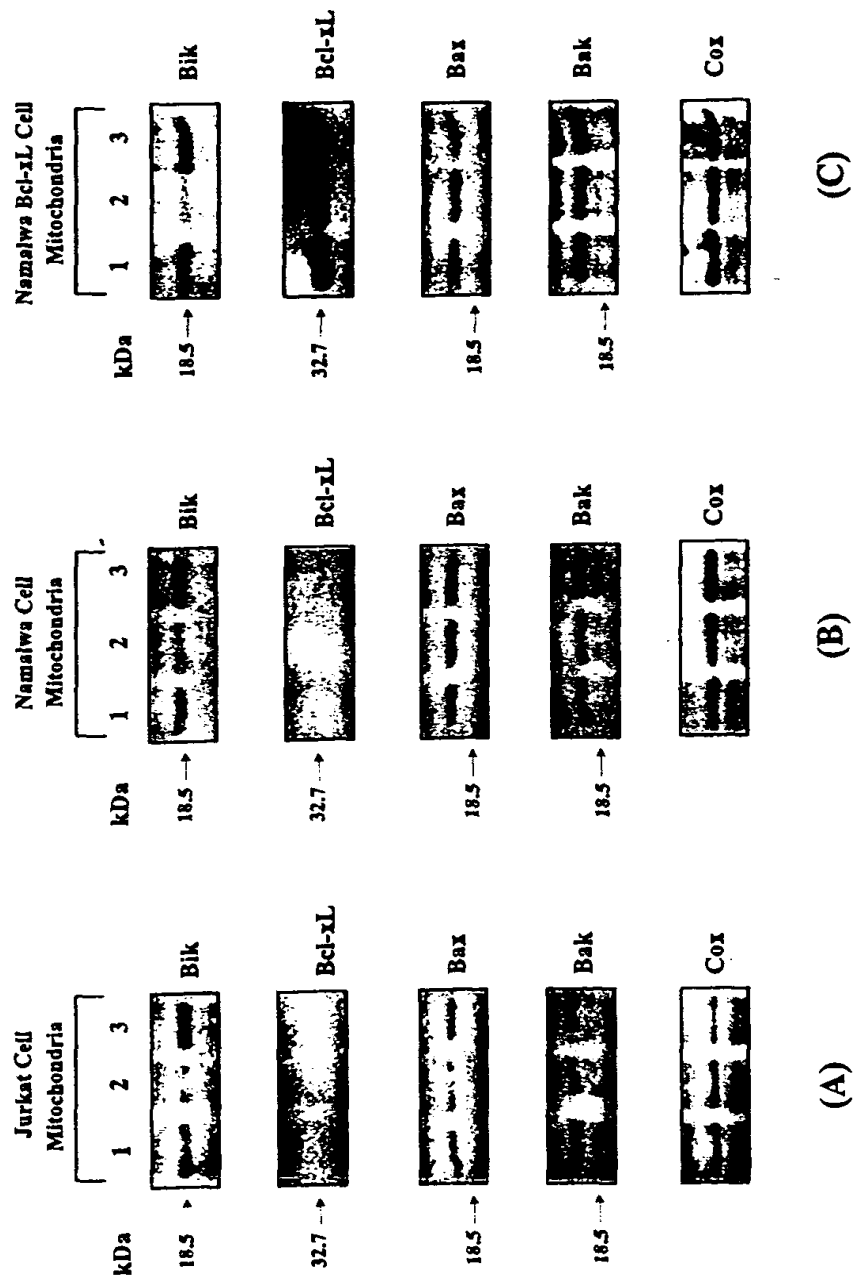 Jurkat Cell
Mitochondria
kDa
1 2 3
18.5 → Bik
32.7 → Bcl-xL
18.5 → Bax
18.5 → Bak
Cox
(A)
Namalwa Cell
Mitochondria
kDa
1 2 3
18.5 → Bik
32.7 → Bcl-xL
18.5 → Bax
18.5 → Bak
Cox
(B)
Namalwa Bcl-xL Cell
Mitochondria
kDa
1 2 3
18.5 → Bik
32.7 → Bcl-xL
18.5 → Bax
18.5 → Bak
Cox
(C)